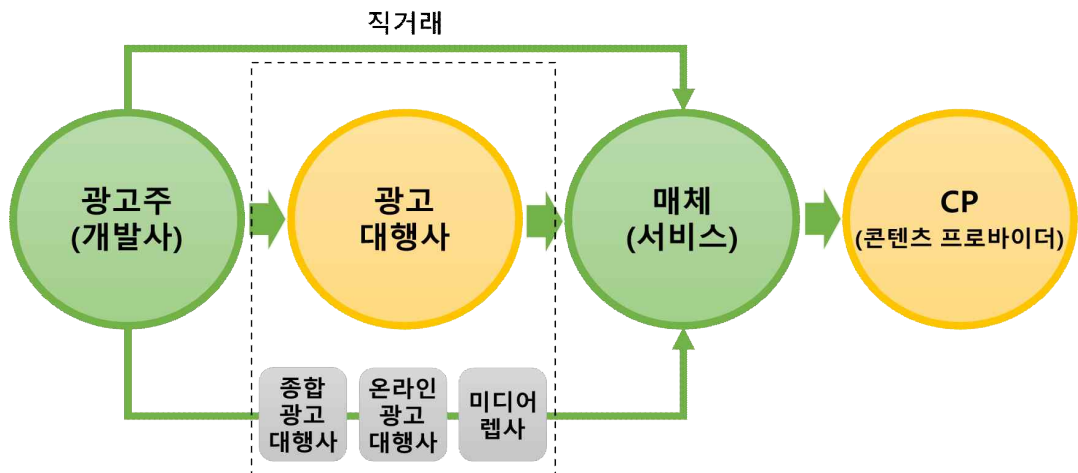 직거래
광고주
(개발사)
광고
대행사
매체
(서비스)
CP
(콘텐츠 프로바이더)
종합
광고
대행사
온라인
광고
대행사
미디어
렙사